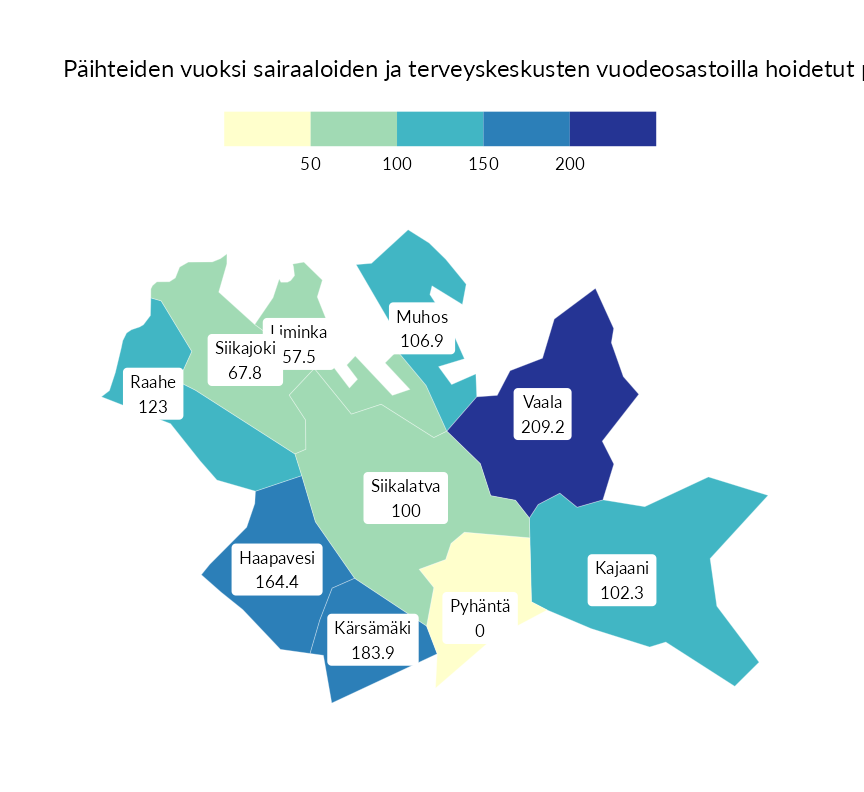 Päihteiden vuoksi sairaaloiden ja terveyskeskusten vuodeosastoilla hoidetut
50 100 150 200
Muhos
106.9
Liminka
57.5
Siikajoki
67.8
Raahe
123
Vaala
209.2
Siikalatva
100
Haapavesi
164.4
Kajaani
102.3
Pyhäntä
0
Kärsämäki
183.9